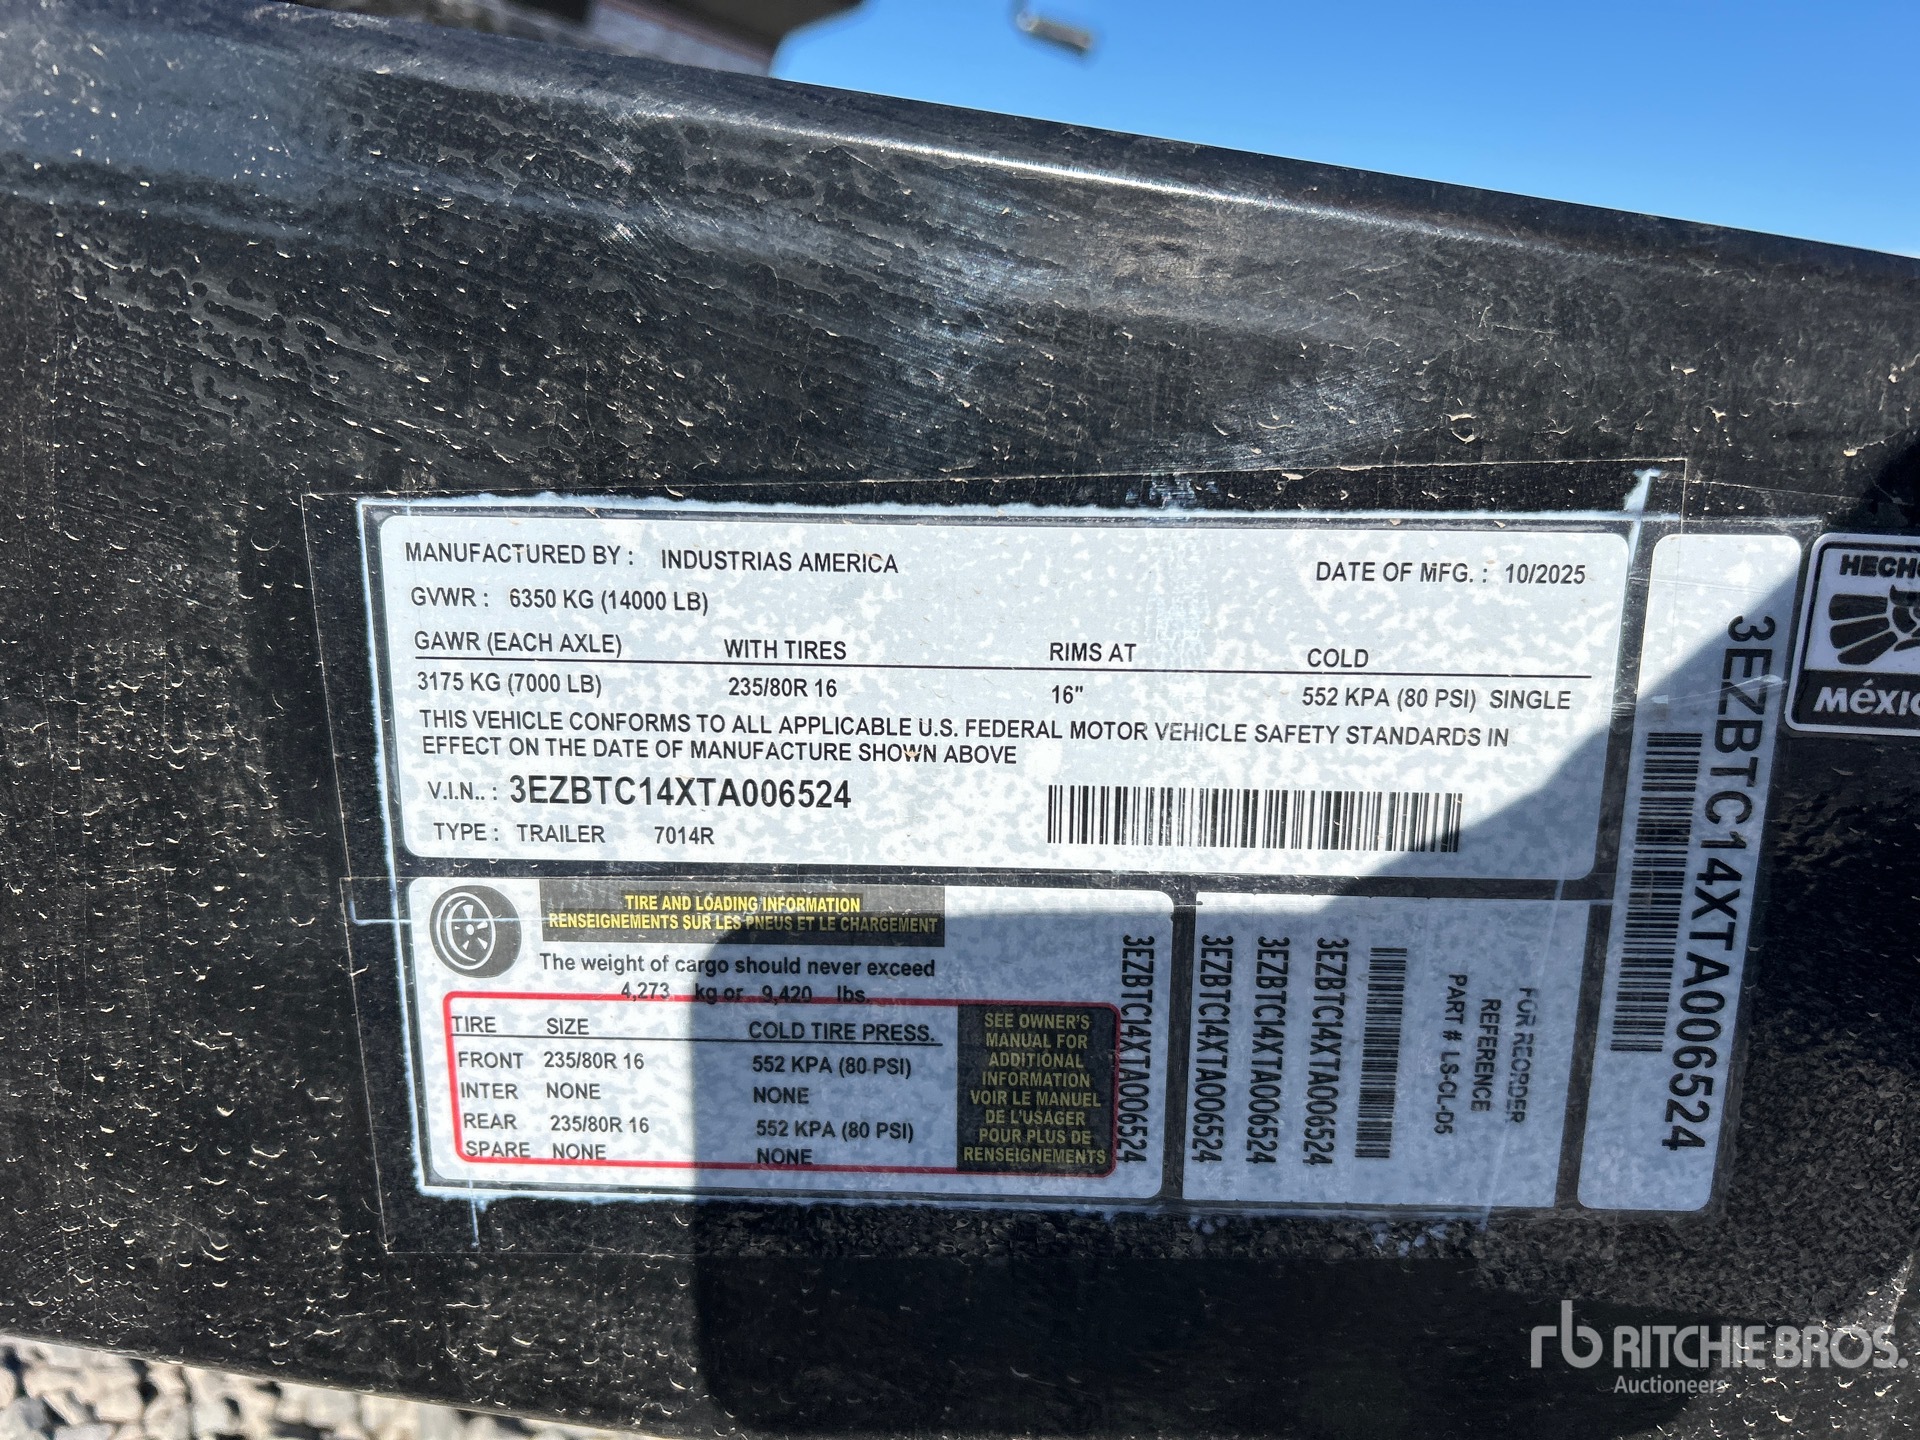 MANUFACTURED BY : INDUSTRIAS AMERICA DATE OF MFG. : 10/2025
GVWR : 6350 KG (14000 LB)
GAWR (EACH AXLE) WITH TIRES RIMS AT COLD
3175 KG (7000 LB) 235/80R 16 16" 552 KPA (80 PSI) SINGLE
THIS VEHICLE CONFORMS TO ALL APPLICABLE U.S. FEDERAL MOTOR VEHICLE SAFETY STANDARDS IN
EFFECT ON THE DATE OF MANUFACTURE SHOWN ABOVE
V.I.N.. : 3EZBTC14XTA006524
TYPE : TRAILER 7014R
TIRE AND LOADING INFORMATION
RENSEIGNEMENTS SUR LES PNEUS ET LE CHARGEMENT
The weight of cargo should never exceed
4,273 kg or 9,420 lbs.
TIRE SIZE COLD TIRE PRESS.
FRONT 235/80R 16 552 KPA (80 PSI)
INTER NONE NONE
REAR 235/80R 16 552 KPA (80 PSI)
SPARE NONE NONE
SEE OWNER'S
MANUAL FOR
ADDITIONAL
INFORMATION
VOIR LE MANUEL
DE L'USAGER
POUR PLUS DE
RENSEIGNEMENTS
3EZBTC14XTA006524
3EZBTC14XTA006524
3EZBTC14XTA006524
3EZBTC14XTA006524
FOR REORDER
REFERENCE
PART # LS-CL-D5
3EZBTC14XTA006524
HECHO
MÉXICO
rb RITCHIE BROS.
Auctioneers